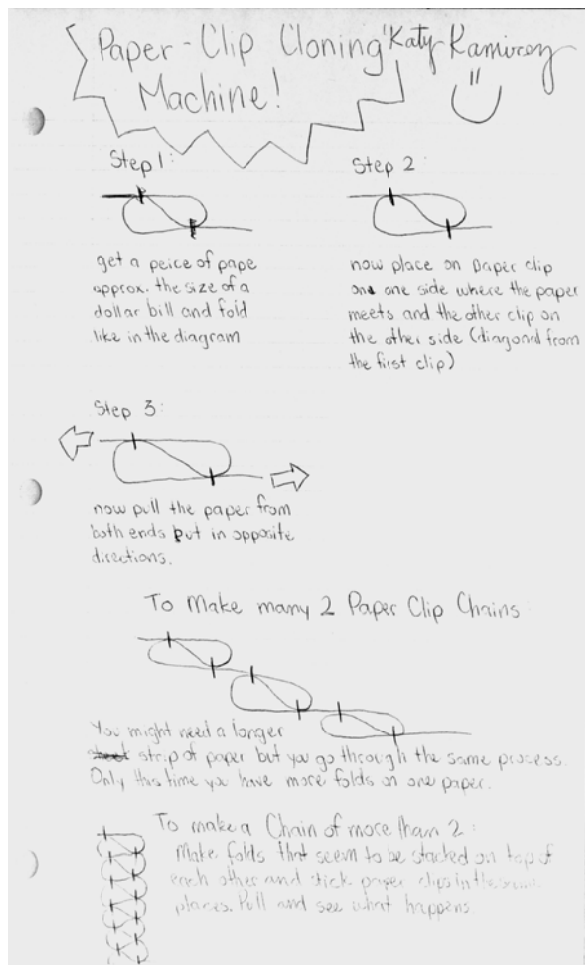 Paper-Clip Cloning
Machine!
Katy Ramirez
Step 1:
get a peice of pape
approx. the size of a
dollar bill and fold
like in the diagram
Step 2:
now place on paper clip
on one side where the paper
meets and the other clip on
the other side (diagonal from
the first clip)
Step 3:
now pull the paper from
both ends but in opposite
directions.
To Make many 2 Paper Clip Chains
You might need a longer
strip of paper but you go through the same process.
Only this time you have more folds on one paper.
To make a Chain of more than 2:
Make folds that seem to be stacked on top of
each other and stick paper clips in the same
places. Pull and see what happens